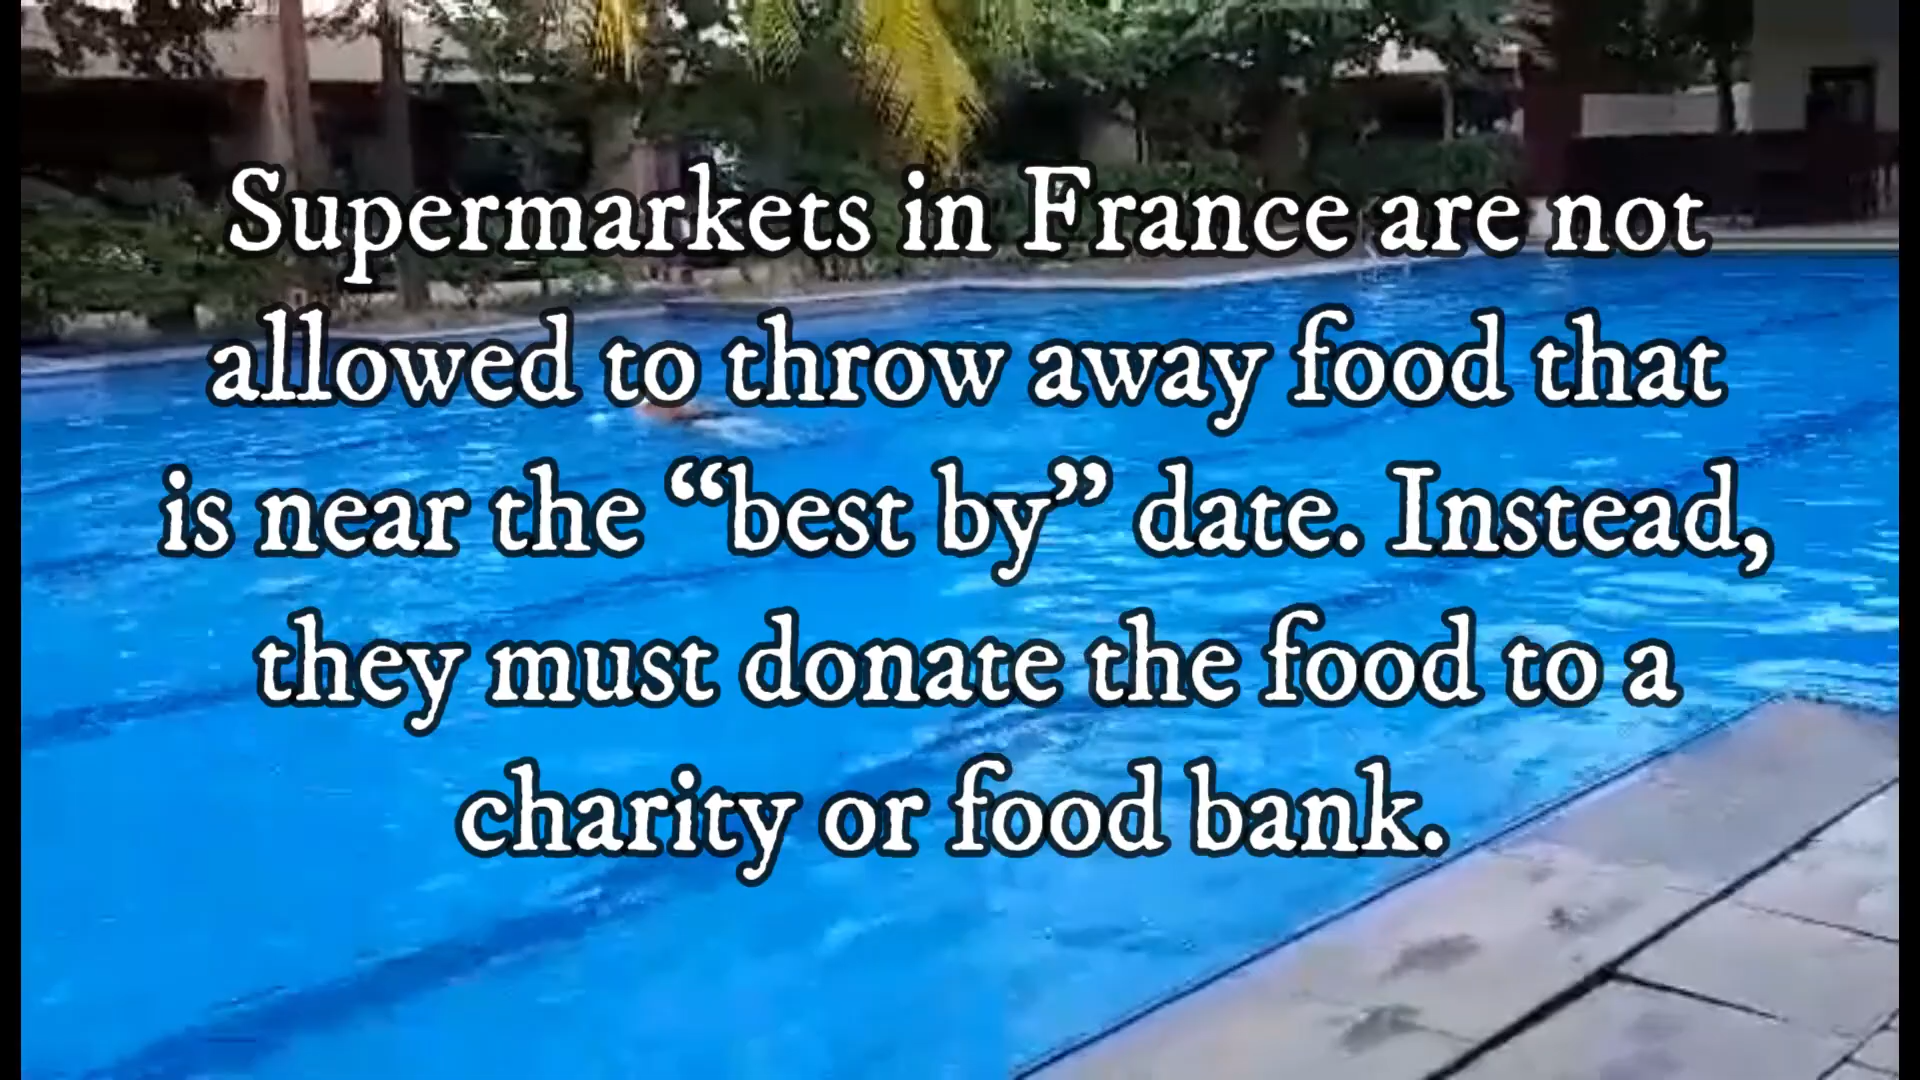 Supermarkets in France are not
allowed to throw away food that
is near the “best by” date. Instead,
they must donate the food to a
charity or food bank.